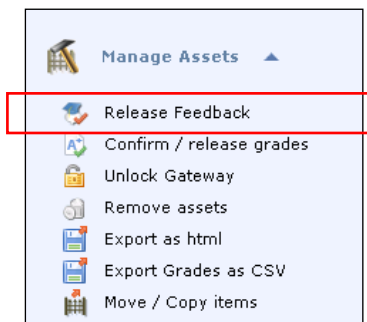 Manage Assets
Release Feedback
Confirm / release grades
Unlock Gateway
Remove assets
Export as html
Export Grades as CSV
Move / Copy items